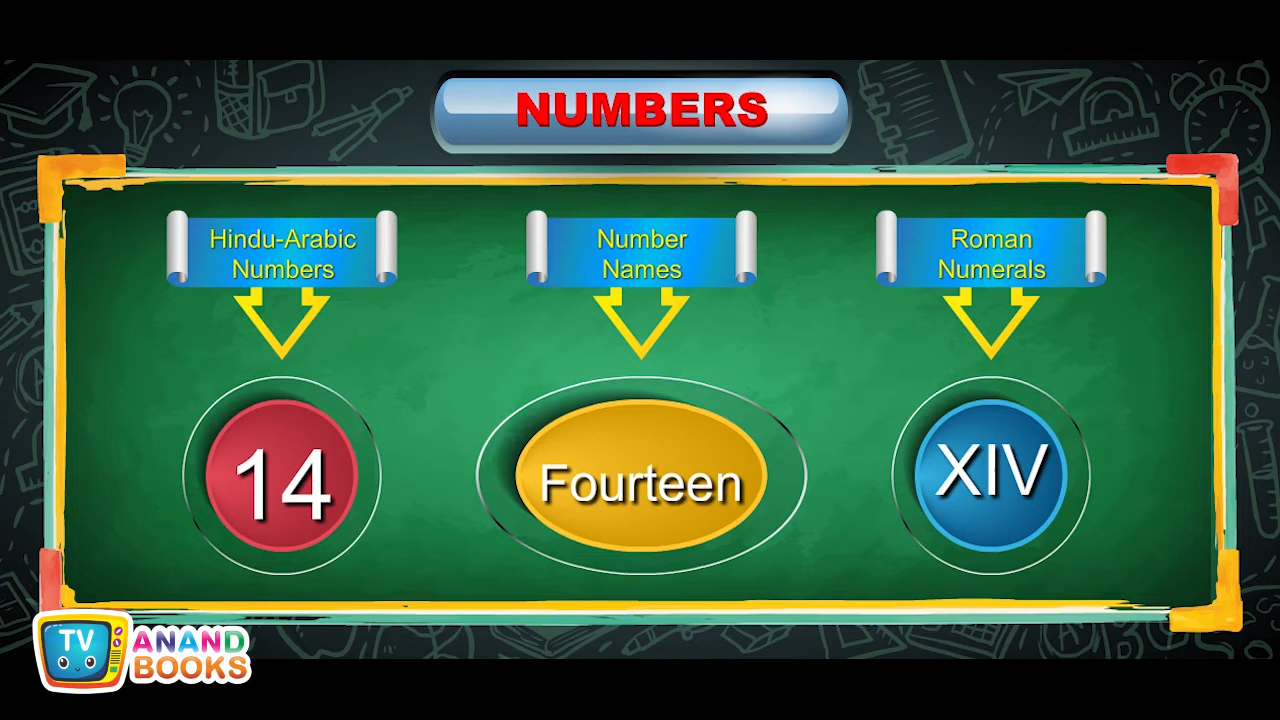 NUMBERS
Hindu-Arabic
Numbers
Number
Names
Roman
Numerals
14
Fourteen
XIV
TV
ANAND
BOOKS